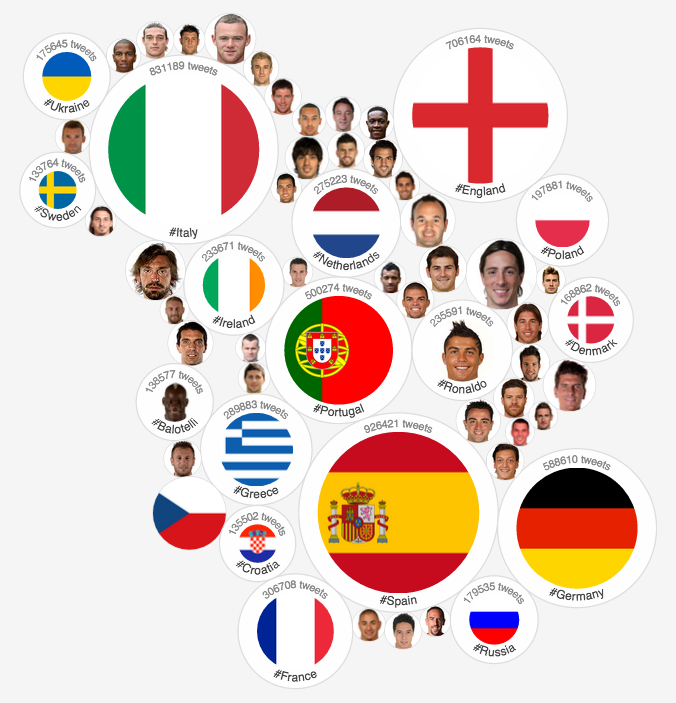 175645 tweets
#Ukraine
831189 tweets
#Italy
706164 tweets
#England
133764 tweets
#Sweden
275223 tweets
#Netherlands
197881 tweets
#Poland
233671 tweets
#Ireland
500274 tweets
#Portugal
235591 tweets
#Ronaldo
168862 tweets
#Denmark
138577 tweets
#Balotelli
289883 tweets
#Greece
926421 tweets
#Spain
588610 tweets
#Germany
135502 tweets
#Croatia
306708 tweets
#France
179535 tweets
#Russia